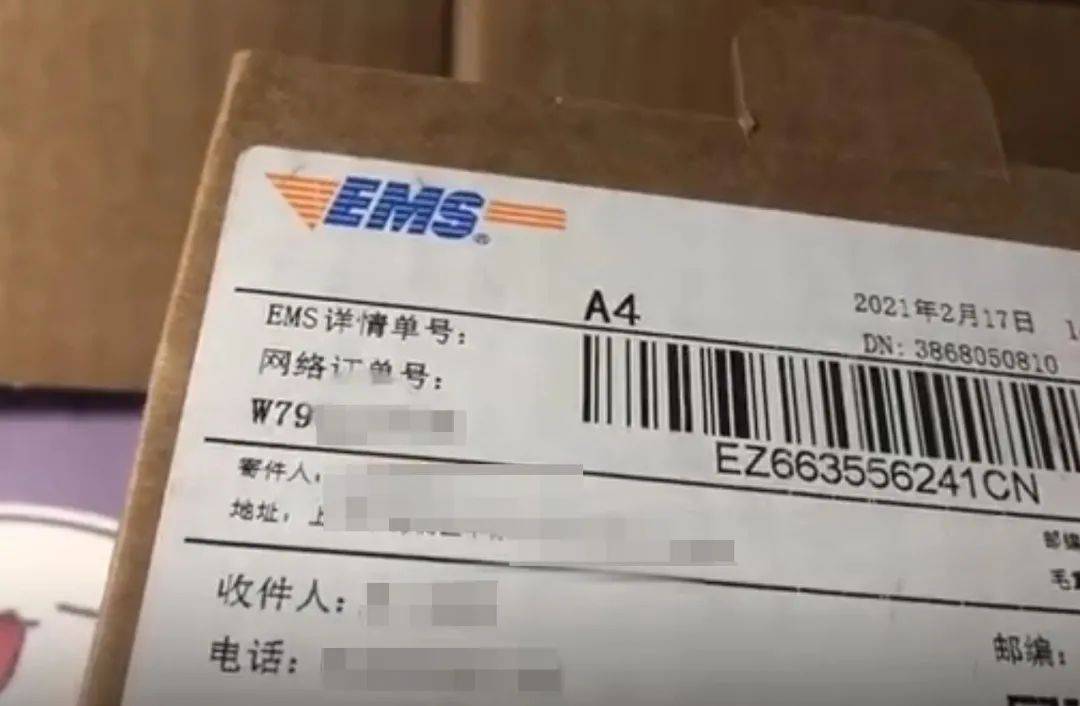 EMS
A4
2021年2月17日
DN: 3868050810
EMS详情单号:
网络订单号:
W79
EZ663556241CN
寄件人:
地址:
邮编
收件人:
邮编:
电话: